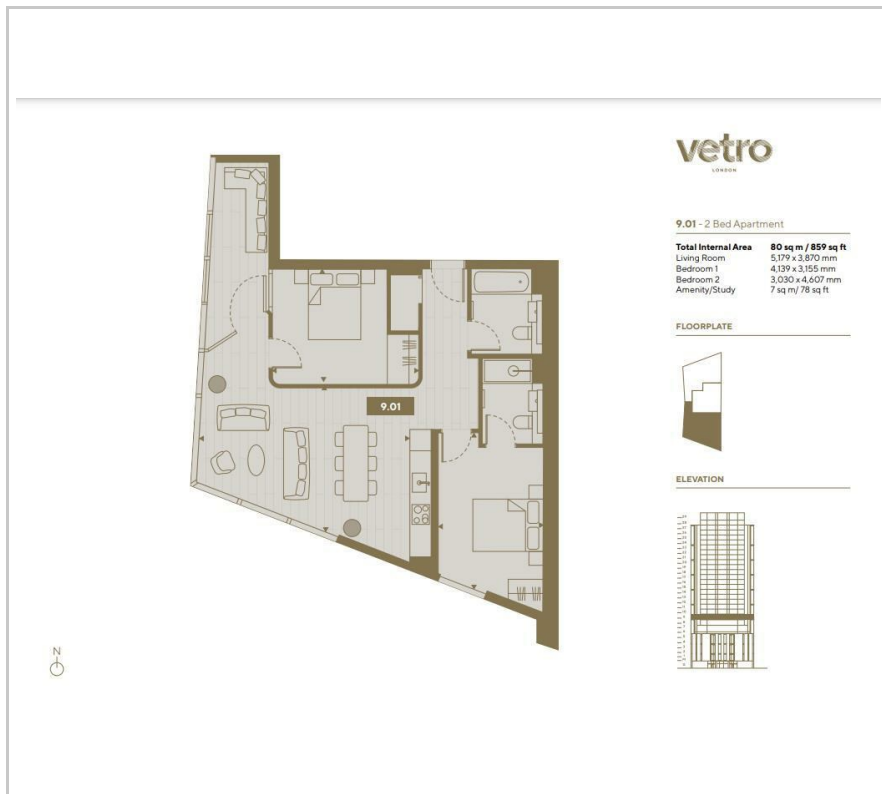 vetro
LONDON
9.01 - 2 Bed Apartment
Total Internal Area 80 sq m / 859 sq ft
Living Room 5,179 x 3,870 mm
Bedroom 1 4,139 x 3,155 mm
Bedroom 2 3,030 x 4,607 mm
Amenity/Study 7 sq m/ 78 sq ft
FLOORPLATE
9.01
ELEVATION
N